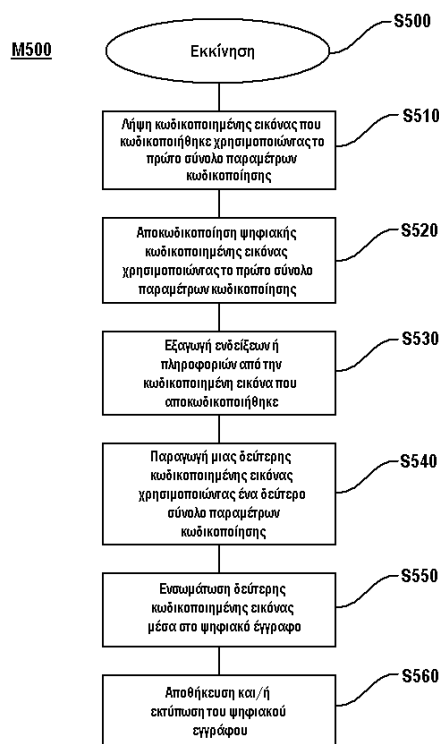 M500
Εκκίνηση
S500
Λήψη κωδικοποιημένης εικόνας που
κωδικοποιήθηκε χρησιμοποιώντας το
πρώτο σύνολο παραμέτρων
κωδικοποίησης
S510
Αποκωδικοποίηση ψηφιακής
κωδικοποιημένης εικόνας
χρησιμοποιώντας το πρώτο σύνολο
παραμέτρων κωδικοποίησης
S520
Εξαγωγή ενδείξεων ή
πληροφοριών από την
κωδικοποιημένη εικόνα που
αποκωδικοποιήθηκε
S530
Παραγωγή μιας δεύτερης
κωδικοποιημένης εικόνας
χρησιμοποιώντας ένα δεύτερο
σύνολο παραμέτρων
κωδικοποίησης
S540
Ενσωμάτωση δεύτερης
κωδικοποιημένης εικόνας
μέσα στο ψηφιακό έγγραφο
S550
Αποθήκευση και/ή
εκτύπωση του ψηφιακού
εγγράφου
S560